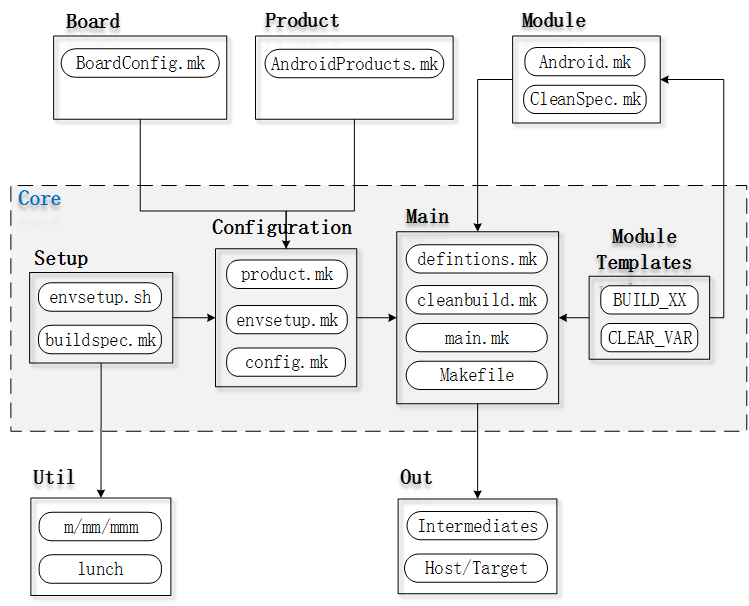 Board
Product
Module
BoardConfig.mk
AndroidProducts.mk
Android.mk
CleanSpec.mk
Core
Setup
envsetup.sh
buildspec.mk
Configuration
product.mk
envsetup.mk
config.mk
Main
defintions.mk
cleanbuild.mk
main.mk
Makefile
Module
Templates
BUILD_XX
CLEAR_VAR
Util
m/mm/mmm
lunch
Out
Intermediates
Host/Target